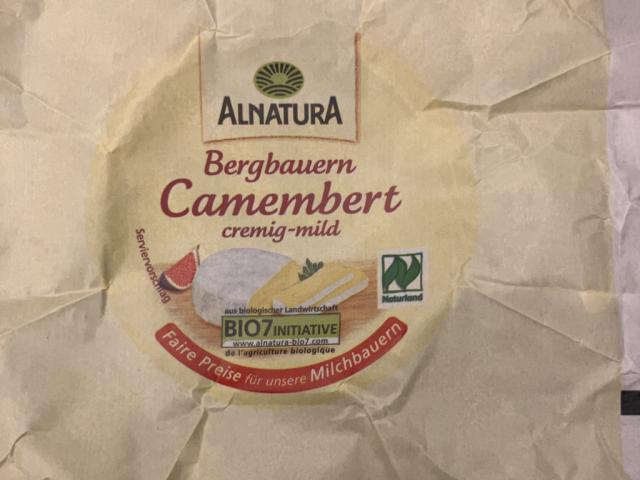 ALNATURA
Bergbauern
Camembert
cremig-mild
Serviervorschlag
Naturland
aus biologischer Landwirtschaft
BIO7 INITIATIVE
www.alnatura-bio7.com
de l'agriculture biologique
Faire Preise für unsere Milchbauern